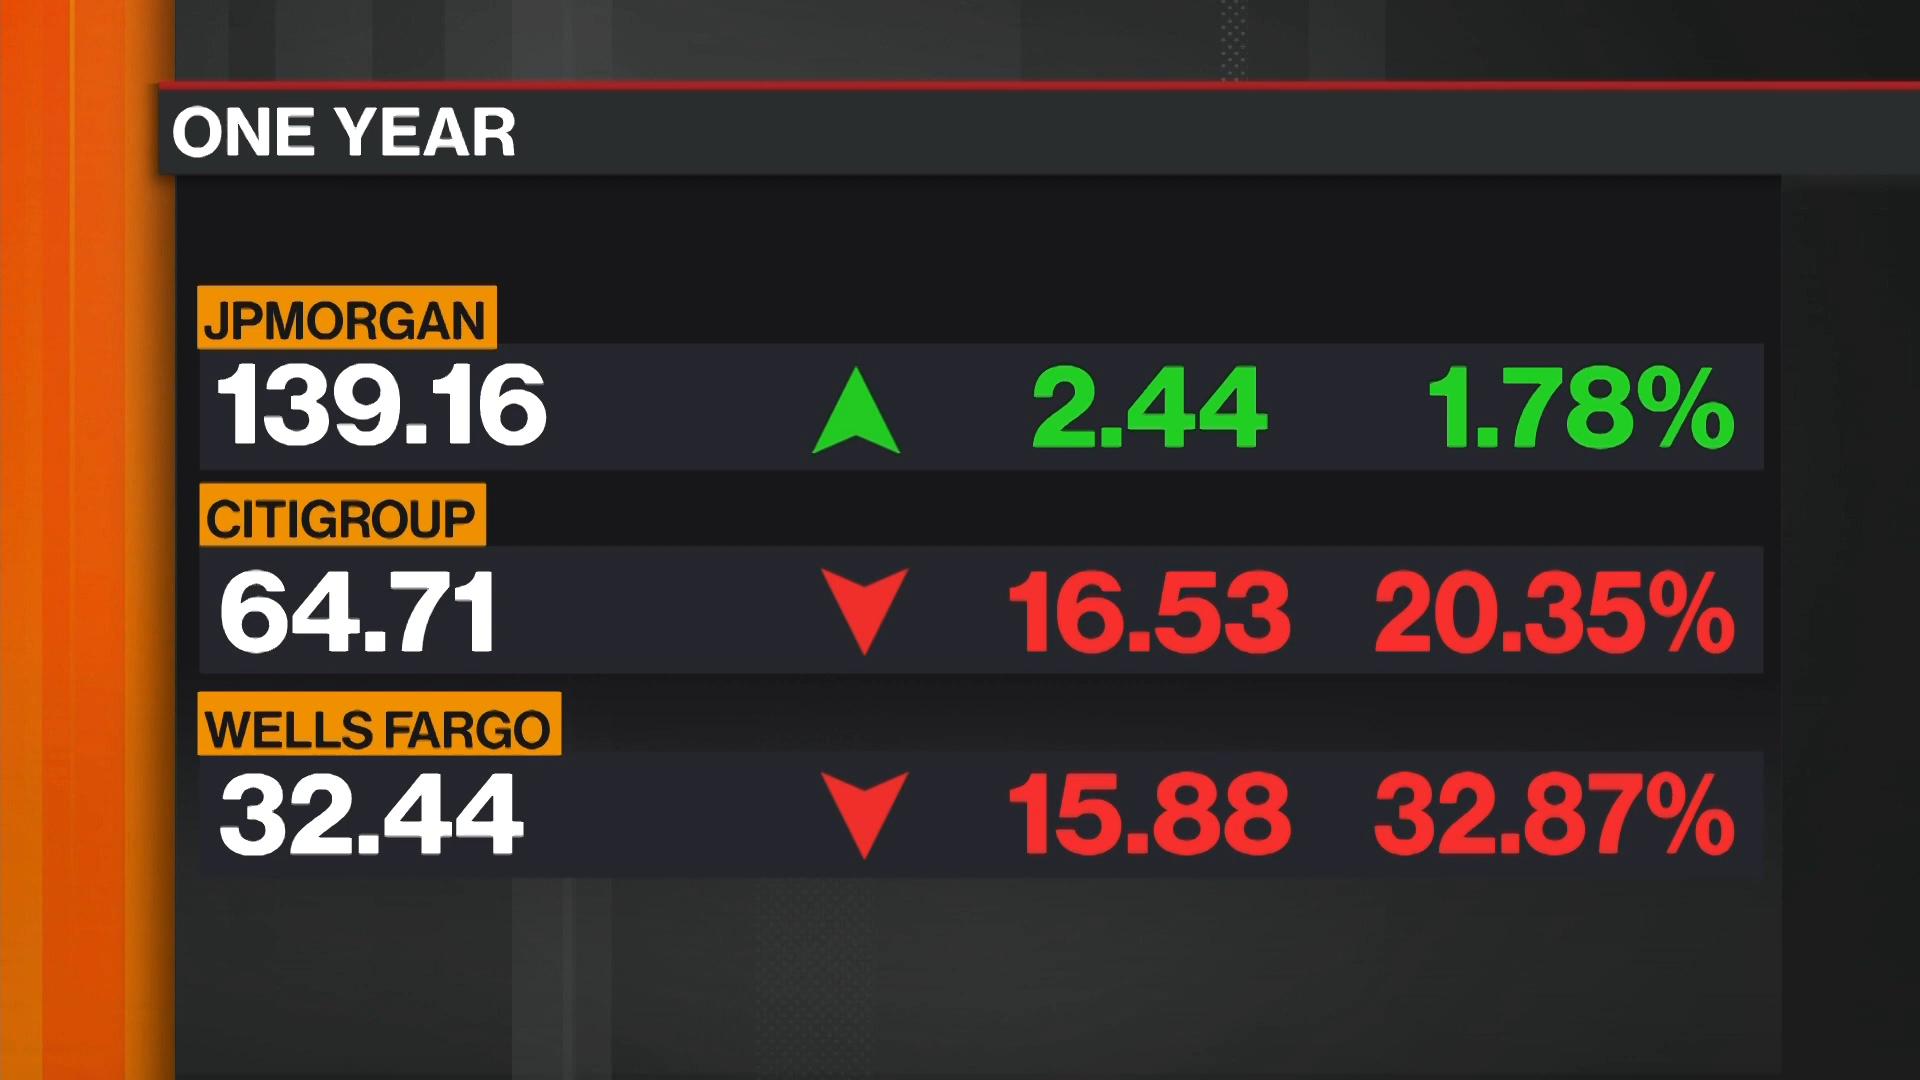 ONE YEAR
JPMORGAN
139.16 2.44 1.78%
CITIGROUP
64.71 16.53 20.35%
WELLS FARGO
32.44 15.88 32.87%